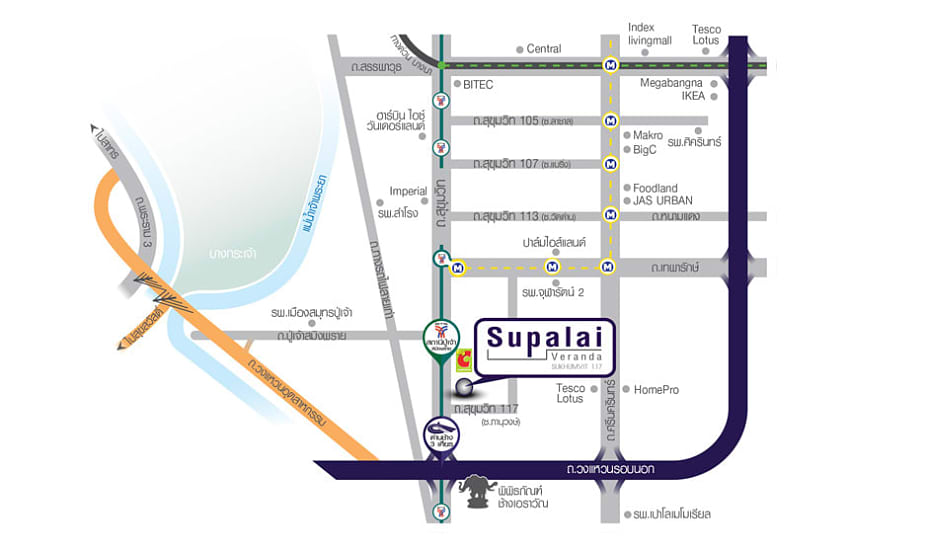 Index
livingmall
Tesco
Lotus
Central
ทางด่วน บางนา
ถ.สรรพาวุธ
BITEC
Megabangna
IKEA
ฮาร์บิน ไอซ์
วันเดอร์แลนด์
ถ.สุขุมวิท 105 (ซ.ลาซาล)
Makro
BigC
รพ.ศิครินทร์
ไปสาทร
ถ.สุขุมวิท 107 (ซ.แบริ่ง)
แม่น้ำเจ้าพระยา
Imperial
รพ.สำโรง
ถ.สุขุมวิท
Foodland
JAS URBAN
ถ.พระราม 3
ถ.สุขุมวิท 113 (ซ.วัดด่าน)
ถ.หนามแดง
บางกระเจ้า
ปาล์มไอส์แลนด์
ถ.เทพารักษ์
ถ.ทางรถไฟสายเก่า
รพ.จุฬารัตน์ 2
ไปสุขสวัสดิ์
รพ.เมืองสมุทรปู่เจ้า
ถ.ปู่เจ้าสมิงพราย
สถานีปู่เจ้า
Supalai
Veranda
SUKHUMVIT 117
ถ.วงแหวนอุตสาหกรรม
Tesco
Lotus
HomePro
ถ.ศรีนครินทร์
ถ.สุขุมวิท 117
(ซ.ภาณุวงษ์)
ด่านช้าง
3 เศียร
ถ.วงแหวนรอบนอก
พิพิธภัณฑ์
ช้างเอราวัณ
รพ.เปาโลเมโมเรียล